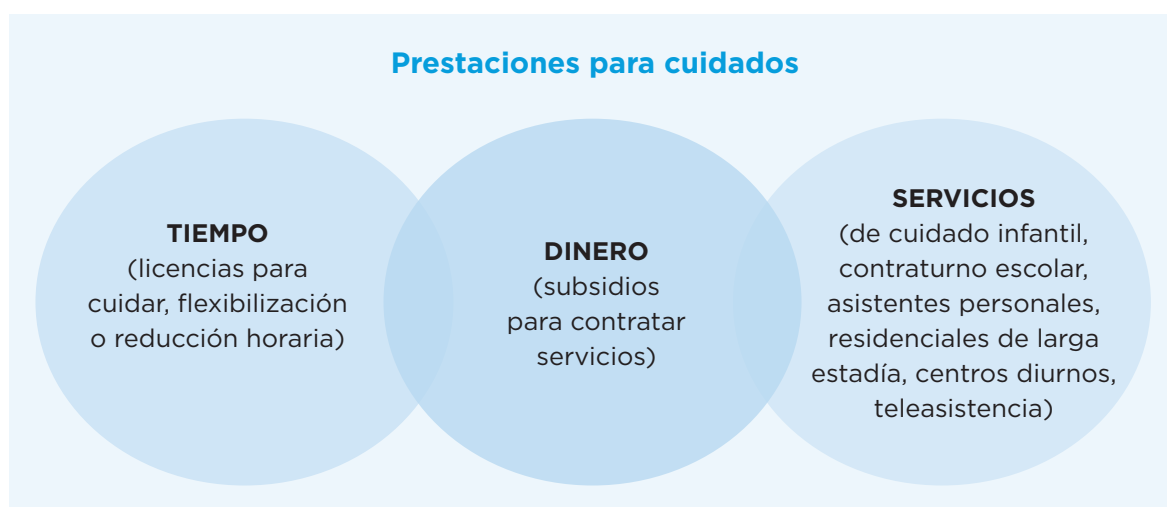 Prestaciones para cuidados
TIEMPO
(licencias para
cuidar, flexibilización
o reducción horaria)
DINERO
(subsidios
para contratar
servicios)
SERVICIOS
(de cuidado infantil,
contraturno escolar,
asistentes personales,
residenciales de larga
estadía, centros diurnos,
teleasistencia)